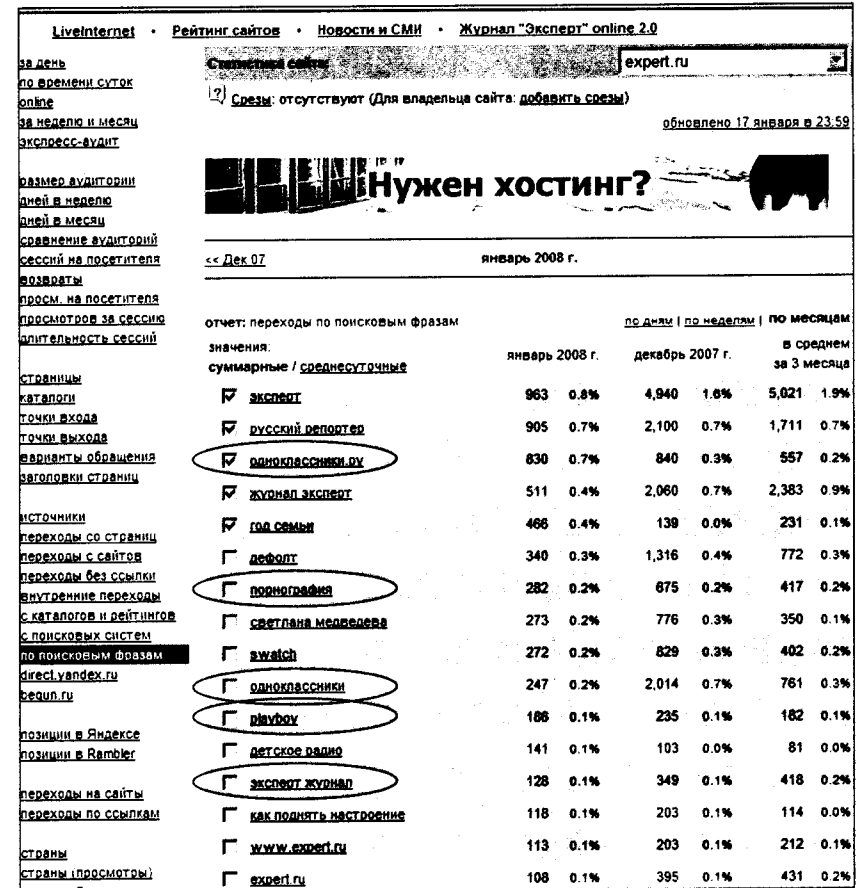 LiveInternet • Рейтинг сайтов • Новости и СМИ • Журнал "Эксперт" online 2.0
Статистика сайта expert.ru
Срезы: отсутствуют (Для владельца сайта: добавить срезы)
обновлено 17 января в 23:59
Нужен хостинг?
<< Дек 07 январь 2008 г.
за день
по времени суток
online
за неделю и месяц
экспресс-аудит
размер аудитории
дней в неделю
дней в месяц
сравнение аудиторий
сессий на посетителя
возвраты
просм. на посетителя
просмотров за сессию
длительность сессий
страницы
каталоги
точки входа
точки выхода
варианты обращения
заголовки страниц
источники
переходы со страниц
переходы с сайтов
переходы без ссылки
внутренние переходы
с каталогов и рейтингов
с поисковых систем
по поисковым фразам
direct.yandex.ru
begun.ru
позиции в Яндексе
позиции в Rambler
переходы на сайты
переходы по ссылкам
страны
страны (просмотры)
отчет: переходы по поисковым фразам по дням | по неделям | по месяцам
значения:
суммарные / среднесуточные
январь 2008 г. декабрь 2007 г. в среднем
за 3 месяца
эксперт 963 0.8% 4,940 1.6% 5,021 1.9%
русский репортер 905 0.7% 2,100 0.7% 1,711 0.7%
одноклассники.ру 830 0.7% 840 0.3% 557 0.2%
журнал эксперт 511 0.4% 2,060 0.7% 2,383 0.9%
год семьи 466 0.4% 139 0.0% 231 0.1%
дефолт 340 0.3% 1,316 0.4% 772 0.3%
порнография 282 0.2% 675 0.2% 417 0.2%
светлана медведева 273 0.2% 776 0.3% 350 0.1%
swatch 272 0.2% 829 0.3% 402 0.2%
одноклассники 247 0.2% 2,014 0.7% 761 0.3%
playboy 186 0.1% 235 0.1% 182 0.1%
детское радио 141 0.1% 103 0.0% 81 0.0%
эксперт журнал 128 0.1% 349 0.1% 418 0.2%
как поднять настроение 118 0.1% 203 0.1% 114 0.0%
www.expert.ru 113 0.1% 203 0.1% 212 0.1%
expert.ru 108 0.1% 395 0.1% 431 0.2%